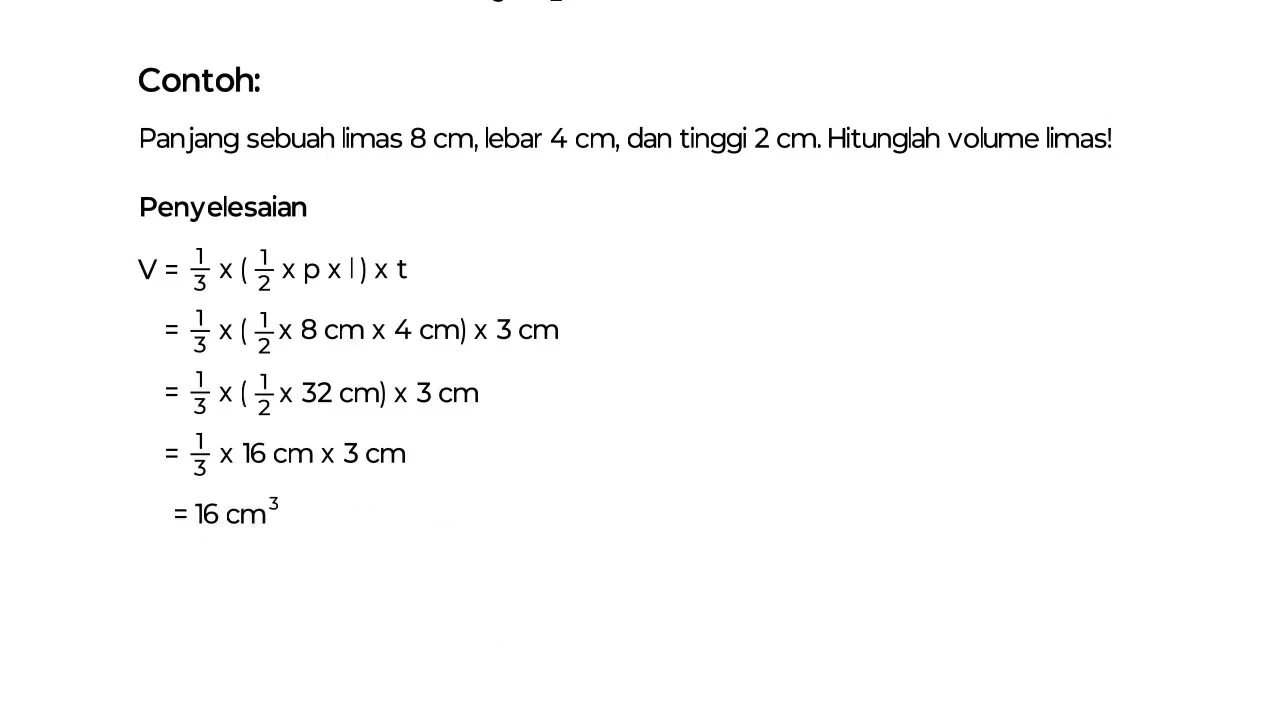 Contoh:
Panjang sebuah limas 8 cm, lebar 4 cm, dan tinggi 2 cm. Hitunglah volume limas!
Penyelesaian
V = 1/3 x ( 1/2 x p x l ) x t
= 1/3 x ( 1/2 x 8 cm x 4 cm) x 3 cm
= 1/3 x ( 1/2 x 32 cm) x 3 cm
= 1/3 x 16 cm x 3 cm
= 16 cm³